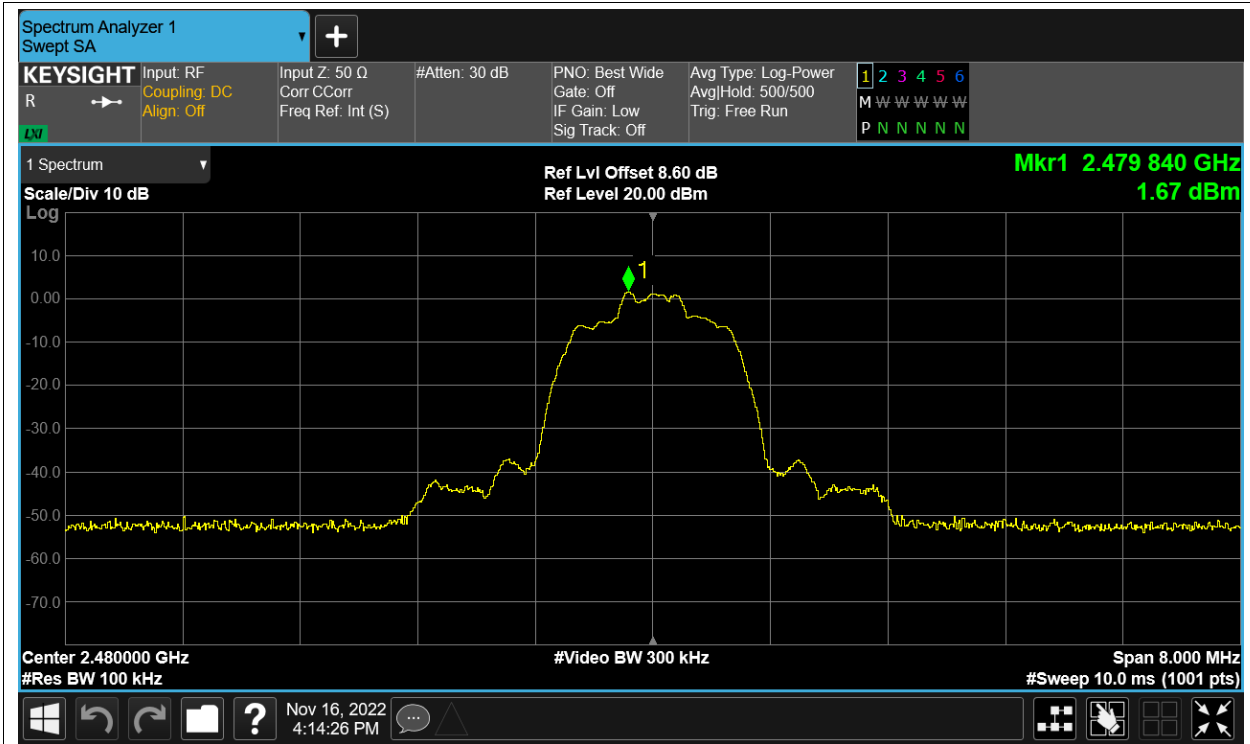 Spectrum Analyzer 1
Swept SA
KEYSIGHT
R
LXI
Input: RF
Coupling: DC
Align: Off
Input Z: 50 Ω
Corr CCorr
Freq Ref: Int (S)
#Atten: 30 dB
PNO: Best Wide
Gate: Off
IF Gain: Low
Sig Track: Off
Avg Type: Log-Power
Avg|Hold: 500/500
Trig: Free Run
1 2 3 4 5 6
M W W W W W
P N N N N N
1 Spectrum
Scale/Div 10 dB
Log
Ref Lvl Offset 8.60 dB
Ref Level 20.00 dBm
Mkr1 2.479 840 GHz
1.67 dBm
10.0
0.00
-10.0
-20.0
-30.0
-40.0
-50.0
-60.0
-70.0
1
Center 2.480000 GHz
#Res BW 100 kHz
#Video BW 300 kHz
Span 8.000 MHz
#Sweep 10.0 ms (1001 pts)
?
Nov 16, 2022
4:14:26 PM